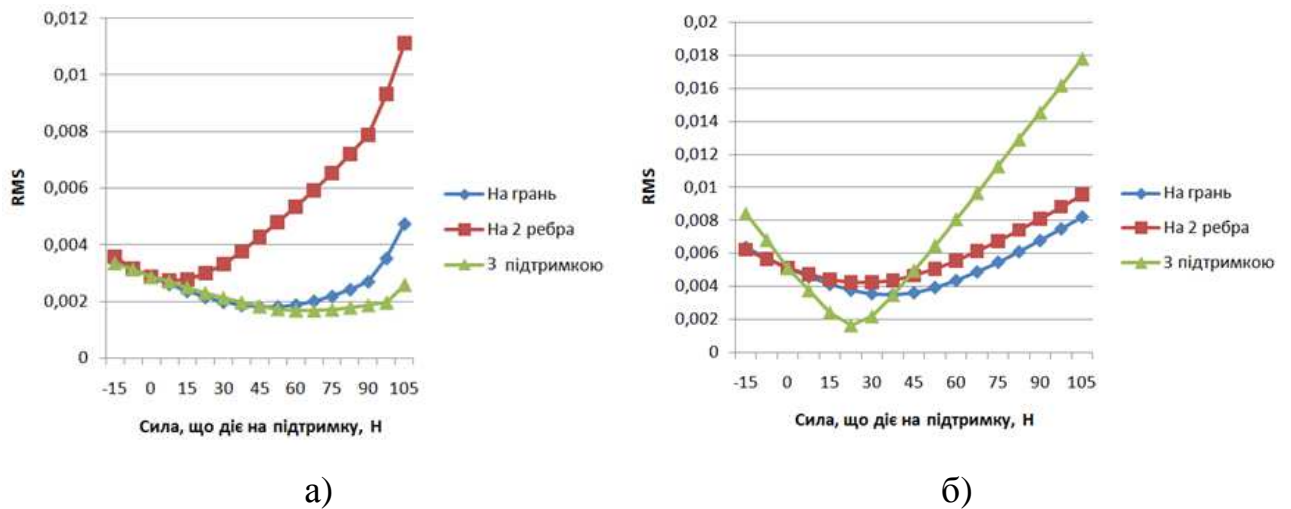 0,012
0,01
0,008
0,006
0,004
0,002
0
RMS
-15 0 15 30 45 60 75 90 105
Сила, що діє на підтримку, Н
На грань
На 2 ребра
З підтримкою
а)
0,02
0,018
0,016
0,014
0,012
0,01
0,008
0,006
0,004
0,002
0
RMS
-15 0 15 30 45 60 75 90 105
Сила, що діє на підтримку, Н
На грань
На 2 ребра
З підтримкою
б)